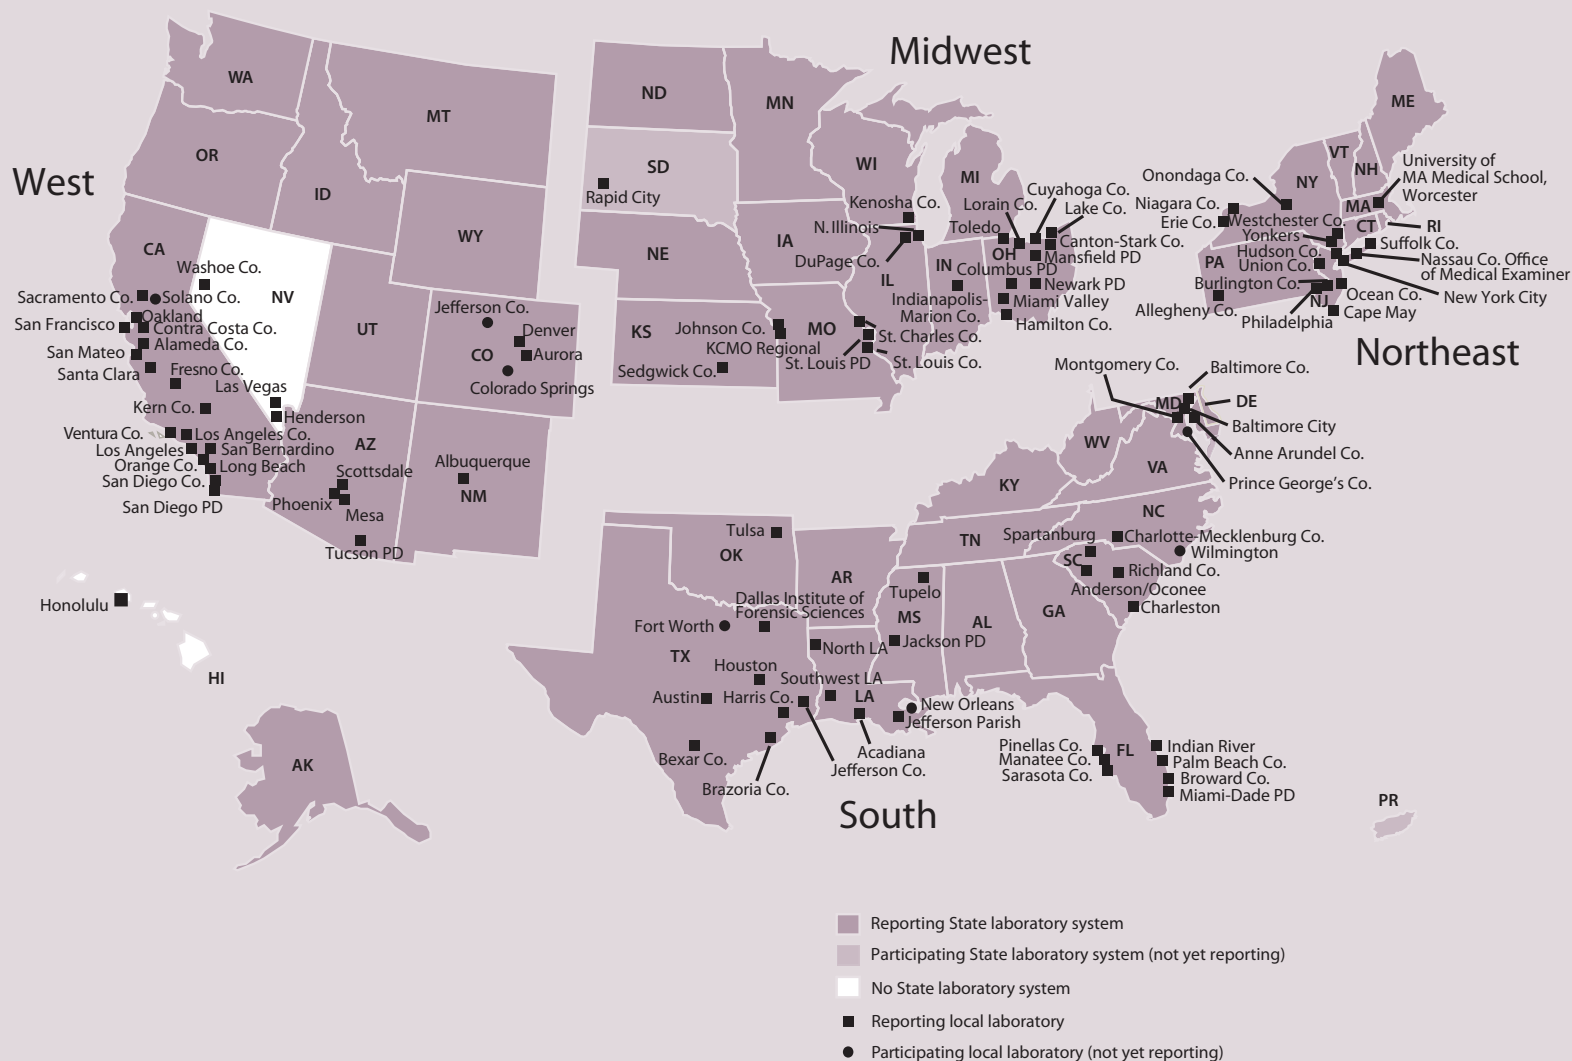 Midwest
West
Northeast
South
WA
MT
OR
ID
WY
CA
Washoe Co.
NV
Sacramento Co.
Solano Co.
Oakland
San Francisco
Contra Costa Co.
Alameda Co.
San Mateo
Santa Clara
Fresno Co.
Las Vegas
Kern Co.
Henderson
Ventura Co.
Los Angeles Co.
Los Angeles
San Bernardino
Orange Co.
Long Beach
San Diego Co.
San Diego PD
UT
Jefferson Co.
Denver
CO
Aurora
Colorado Springs
AZ
Scottsdale
Phoenix
Mesa
Tucson PD
Albuquerque
NM
Honolulu
HI
AK
ND
MN
SD
Rapid City
WI
MI
Kenosha Co.
N. Illinois
DuPage Co.
NE
IA
IL
IN
Indianapolis-
Marion Co.
Cuyahoga Co.
Lorain Co.
Lake Co.
Toledo
Canton-Stark Co.
OH
Mansfield PD
Columbus PD
Newark PD
Miami Valley
Hamilton Co.
KS
Johnson Co.
MO
KCMO Regional
Sedgwick Co.
St. Charles Co.
St. Louis PD
St. Louis Co.
ME
VT
NH
University of
MA Medical School,
Worcester
Onondaga Co.
NY
Niagara Co.
MA
Erie Co.
Westchester Co.
CT
RI
Yonkers
Suffolk Co.
Hudson Co.
Nassau Co. Office
of Medical Examiner
PA
Union Co.
Burlington Co.
NJ
Ocean Co.
New York City
Allegheny Co.
Philadelphia
Cape May
Montgomery Co.
Baltimore Co.
MD
DE
Baltimore City
Anne Arundel Co.
Prince George’s Co.
WV
VA
KY
NC
TN
Spartanburg
Charlotte-Mecklenburg Co.
Wilmington
SC
Richland Co.
Anderson/Oconee
Charleston
Tulsa
OK
AR
Tupelo
MS
AL
GA
Jackson PD
Dallas Institute of
Forensic Sciences
Fort Worth
TX
North LA
Houston
Southwest LA
Austin
Harris Co.
LA
New Orleans
Jefferson Parish
Acadiana
Jefferson Co.
Bexar Co.
Brazoria Co.
Pinellas Co.
FL
Indian River
Manatee Co.
Palm Beach Co.
Sarasota Co.
Broward Co.
Miami-Dade PD
PR
Reporting State laboratory system
Participating State laboratory system (not yet reporting)
No State laboratory system
Reporting local laboratory
Participating local laboratory (not yet reporting)